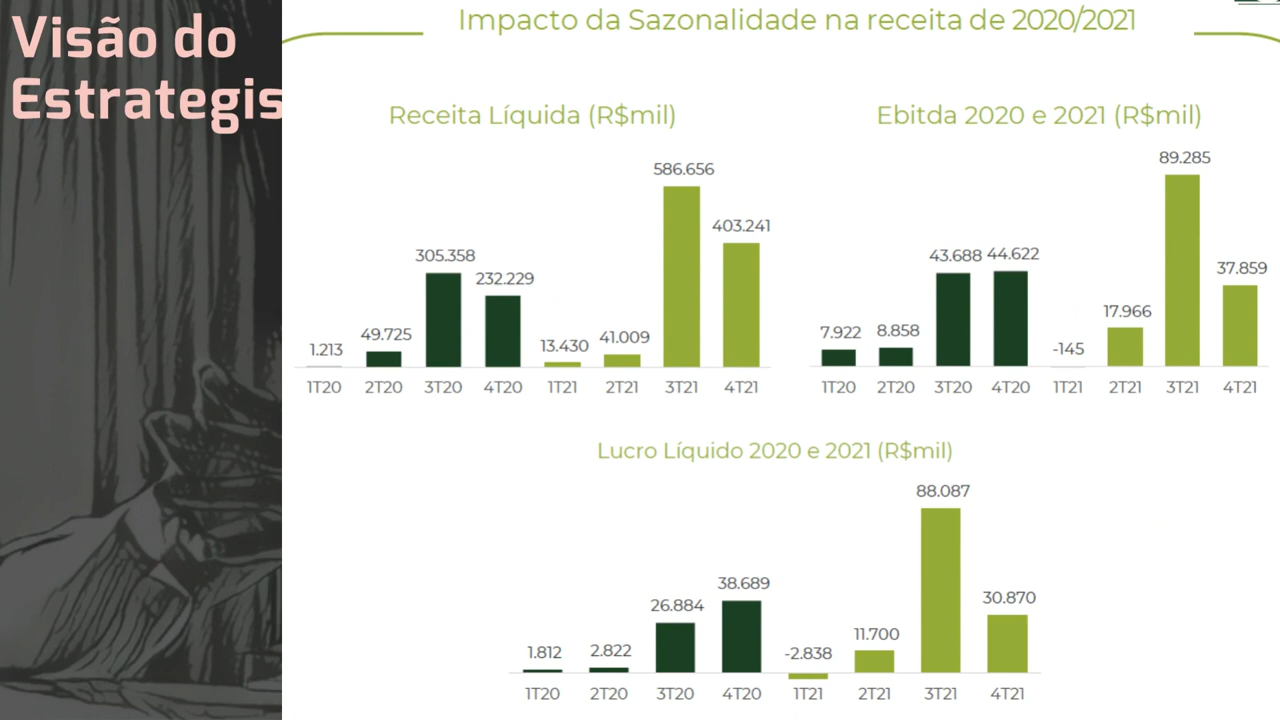 Visão do
Estrategis
Impacto da Sazonalidade na receita de 2020/2021
Receita Líquida (R$mil)
1.213
49.725
305.358
232.229
13.430
41.009
586.656
403.241
1T20 2T20 3T20 4T20 1T21 2T21 3T21 4T21
Ebitda 2020 e 2021 (R$mil)
7.922
8.858
43.688
44.622
-145
17.966
89.285
37.859
1T20 2T20 3T20 4T20 1T21 2T21 3T21 4T21
Lucro Líquido 2020 e 2021 (R$mil)
1.812
2.822
26.884
38.689
-2.838
11.700
88.087
30.870
1T20 2T20 3T20 4T20 1T21 2T21 3T21 4T21